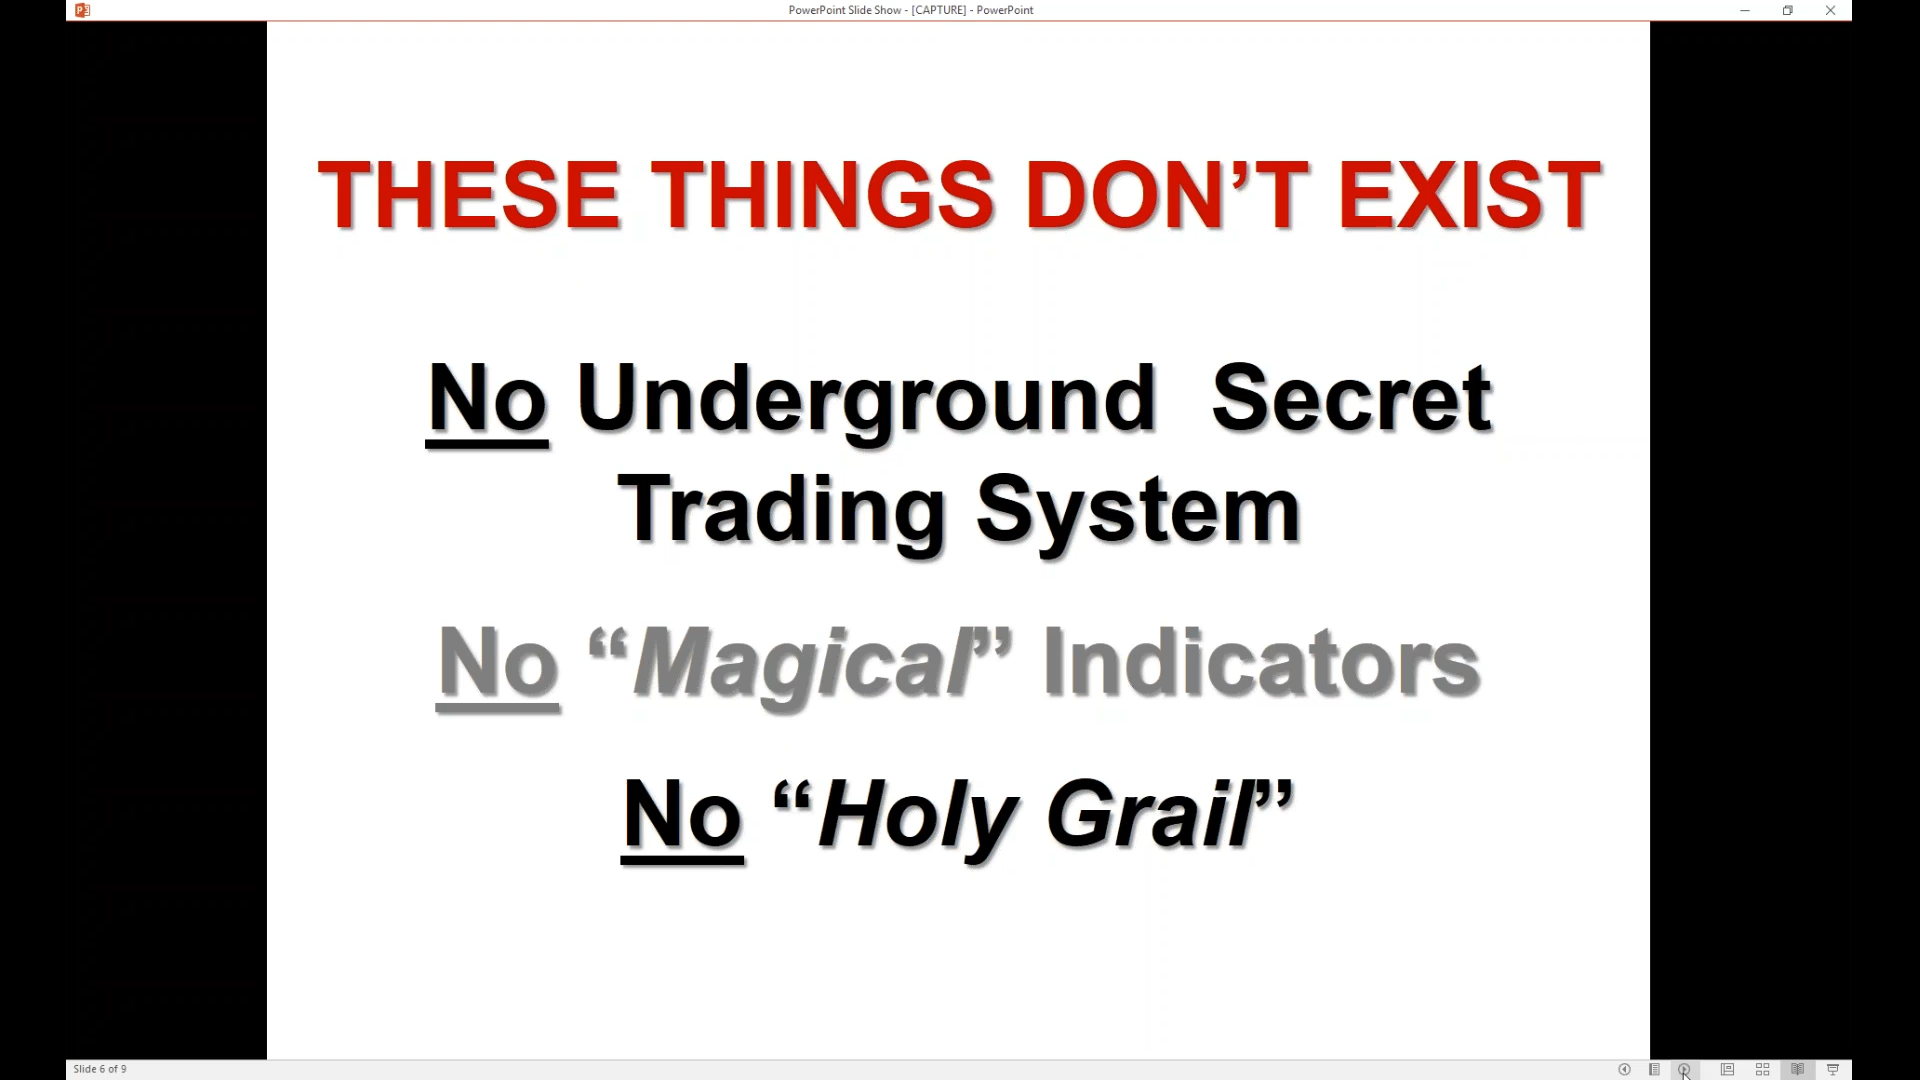 PowerPoint Slide Show - [CAPTURE] - PowerPoint
THESE THINGS DON’T EXIST
No Underground  Secret
Trading System
No “Magical” Indicators
No “Holy Grail”
Slide 6 of 9